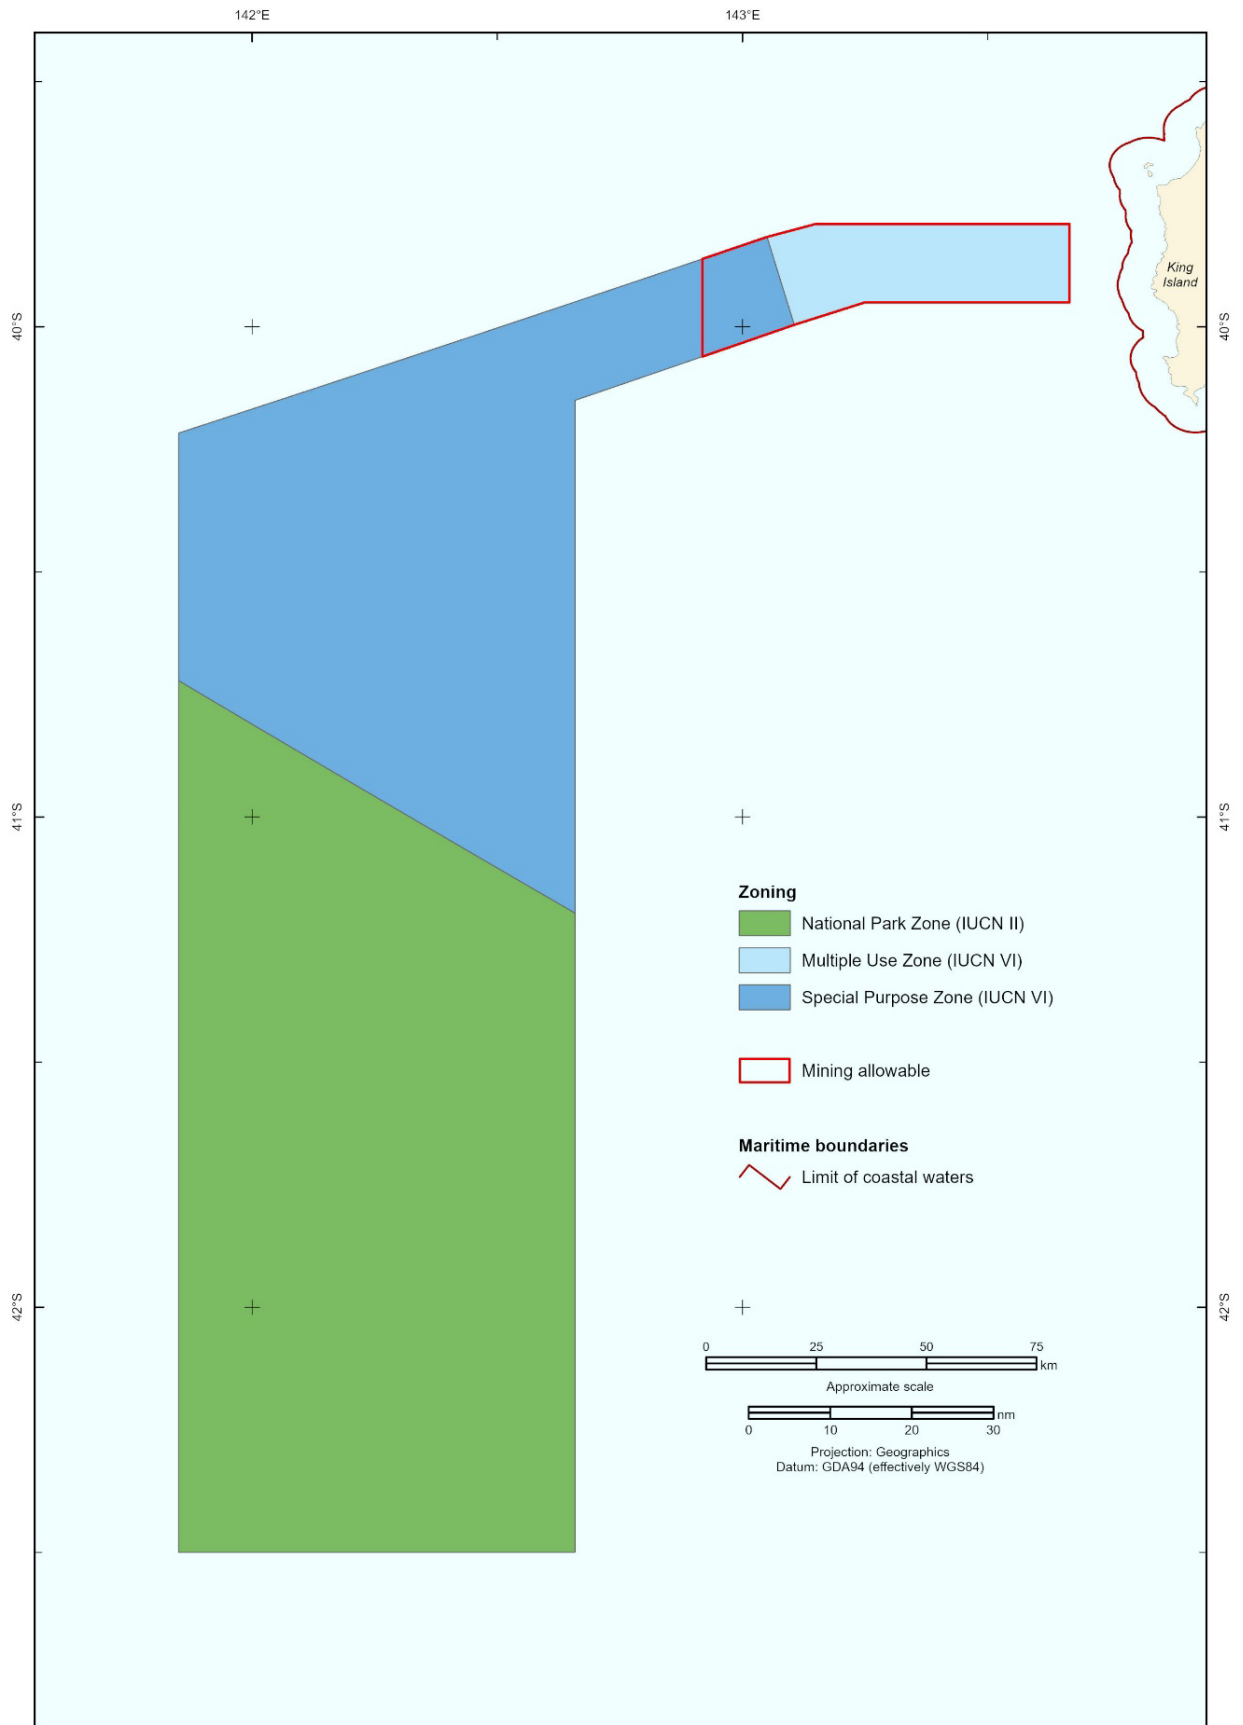 142°E 143°E
King
Island
40°S 40°S
41°S 41°S
Zoning
National Park Zone (IUCN II)
Multiple Use Zone (IUCN VI)
Special Purpose Zone (IUCN VI)
Mining allowable
Maritime boundaries
Limit of coastal waters
42°S 42°S
0 25 50 75
km
Approximate scale
nm
0 10 20 30
Projection: Geographics
Datum: GDA94 (effectively WGS84)